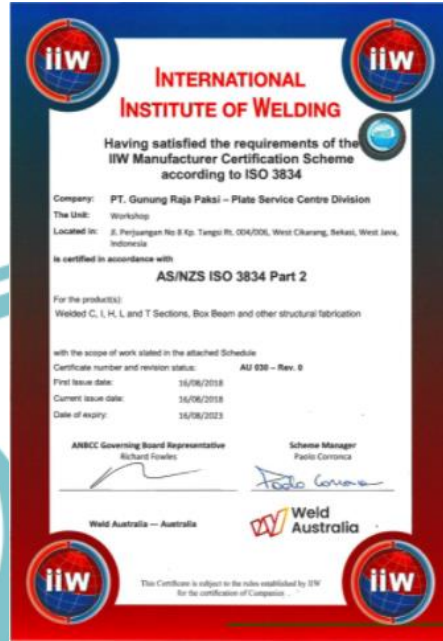 iiw
iiw
INTERNATIONAL
INSTITUTE OF WELDING
Having satisfied the requirements of the
IIW Manufacturer Certification Scheme
according to ISO 3834
Company: PT. Gunung Raja Paksi – Plate Service Centre Division
The Unit: Workshop
Located in: Jl. Perjuangan No 8 Kp. Tangsi Rt. 004/006, West Cikarang, Bekasi, West Java,
Indonesia
is certified in accordance with
AS/NZS ISO 3834 Part 2
For the product(s):
Welded C, I, H, L and T Sections, Box Beam and other structural fabrication
with the scope of work stated in the attached Schedule
Certificate number and revision status: AU 030 – Rev. 0
First Issue date: 16/08/2018
Current issue date: 16/08/2018
Date of expiry: 16/08/2023
ANBCC Governing Board Representative Scheme Manager
Richard Fowles Paolo Corronca
Paolo Corronca
Weld Australia — Australia
Weld
Australia
This Certificate is subject to the rules established by IIW
for the certification of Companies
iiw
iiw